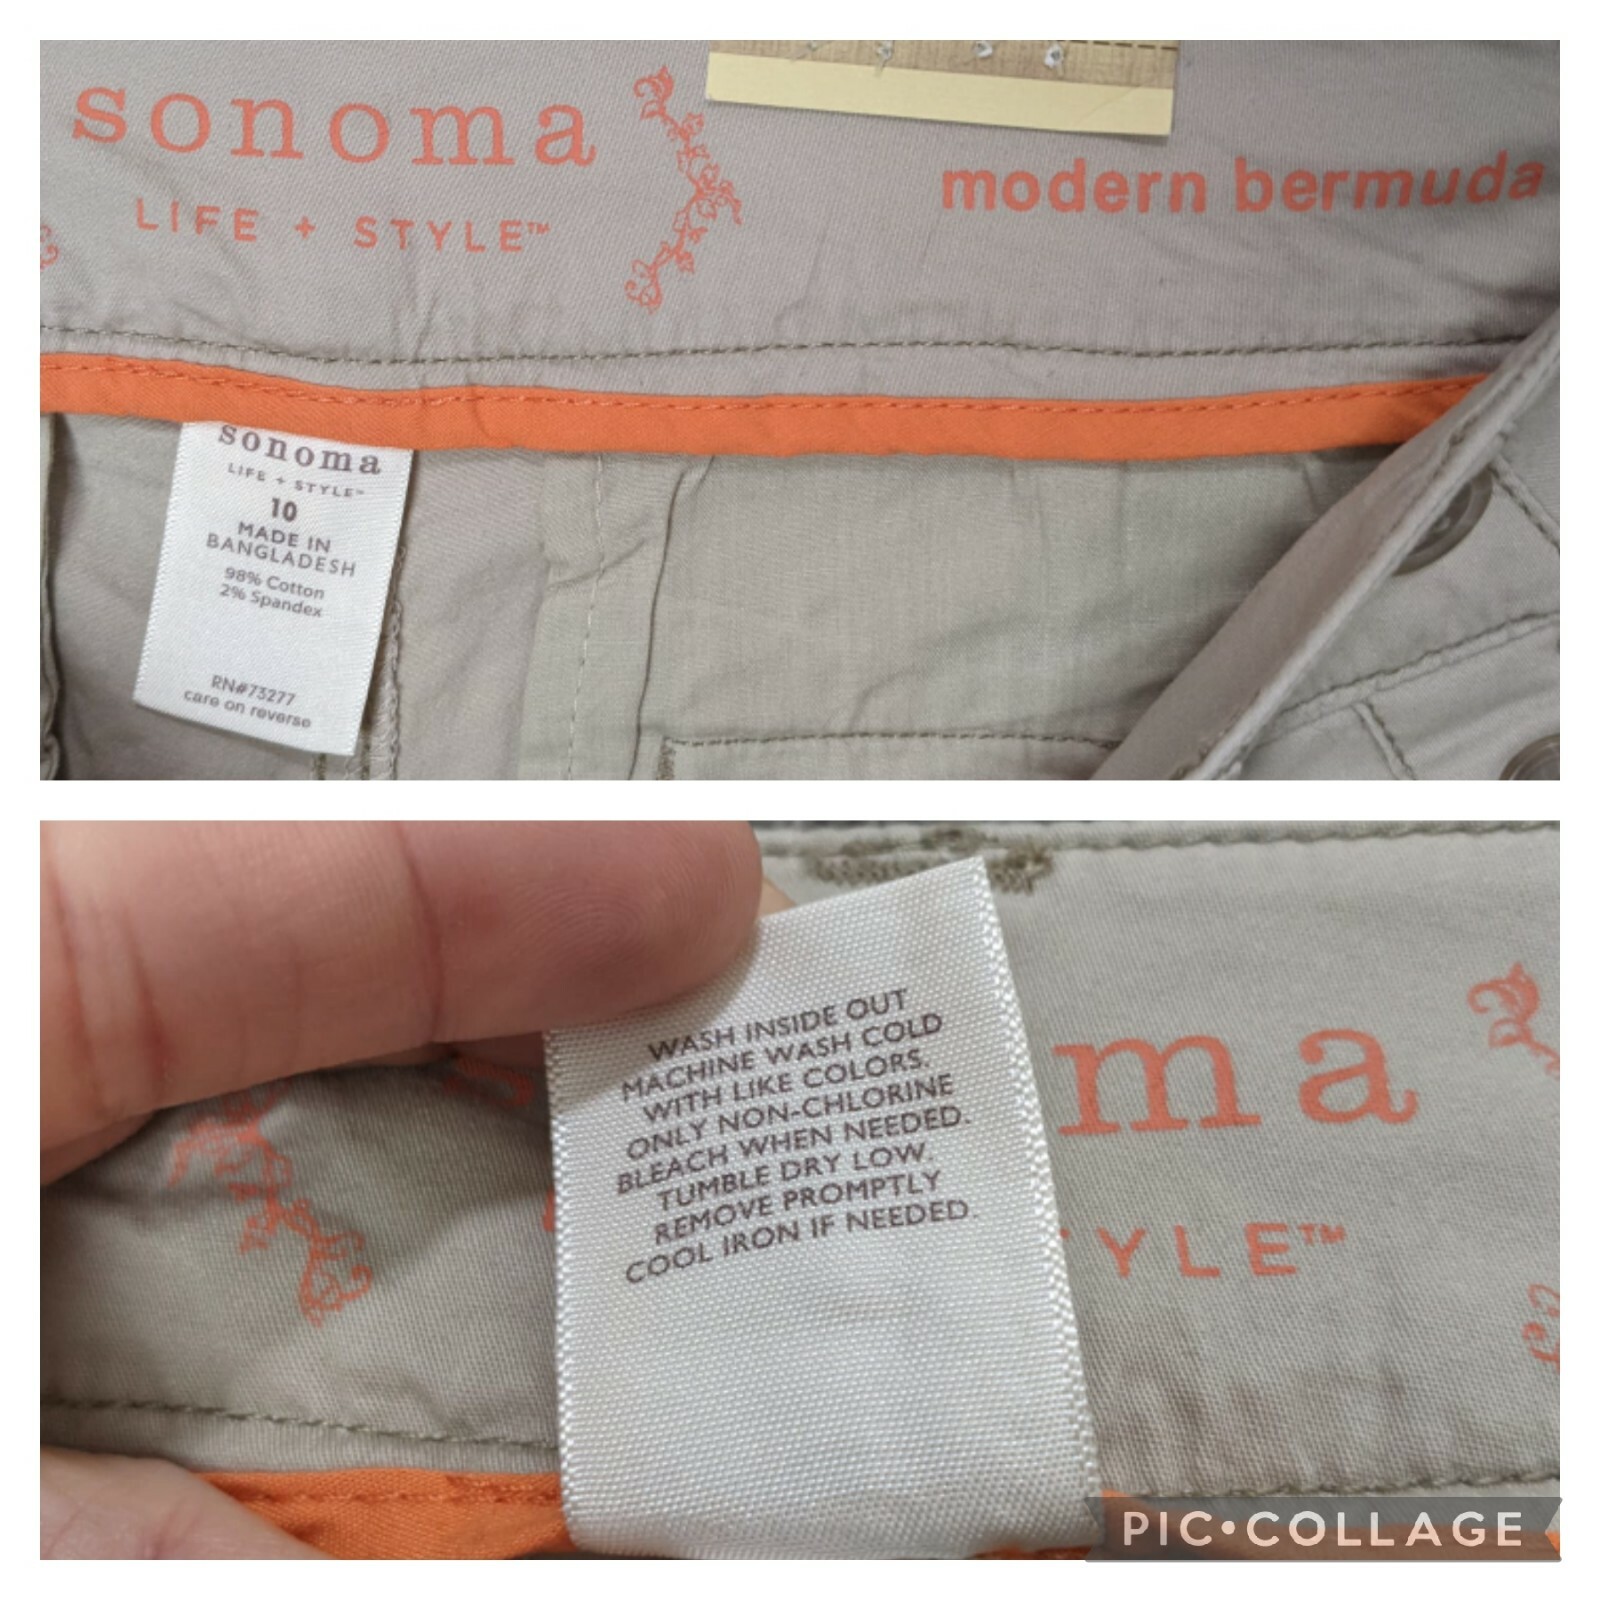 sonoma
LIFE + STYLE™
modern bermuda
sonoma
LIFE + STYLE™
10
MADE IN
BANGLADESH
98% Cotton
2% Spandex
RN#73277
care on reverse
WASH INSIDE OUT
MACHINE WASH COLD
WITH LIKE COLORS.
ONLY NON-CHLORINE
BLEACH WHEN NEEDED.
TUMBLE DRY LOW.
REMOVE PROMPTLY
COOL IRON IF NEEDED.
ma
YLE™
PIC•COLLAGE